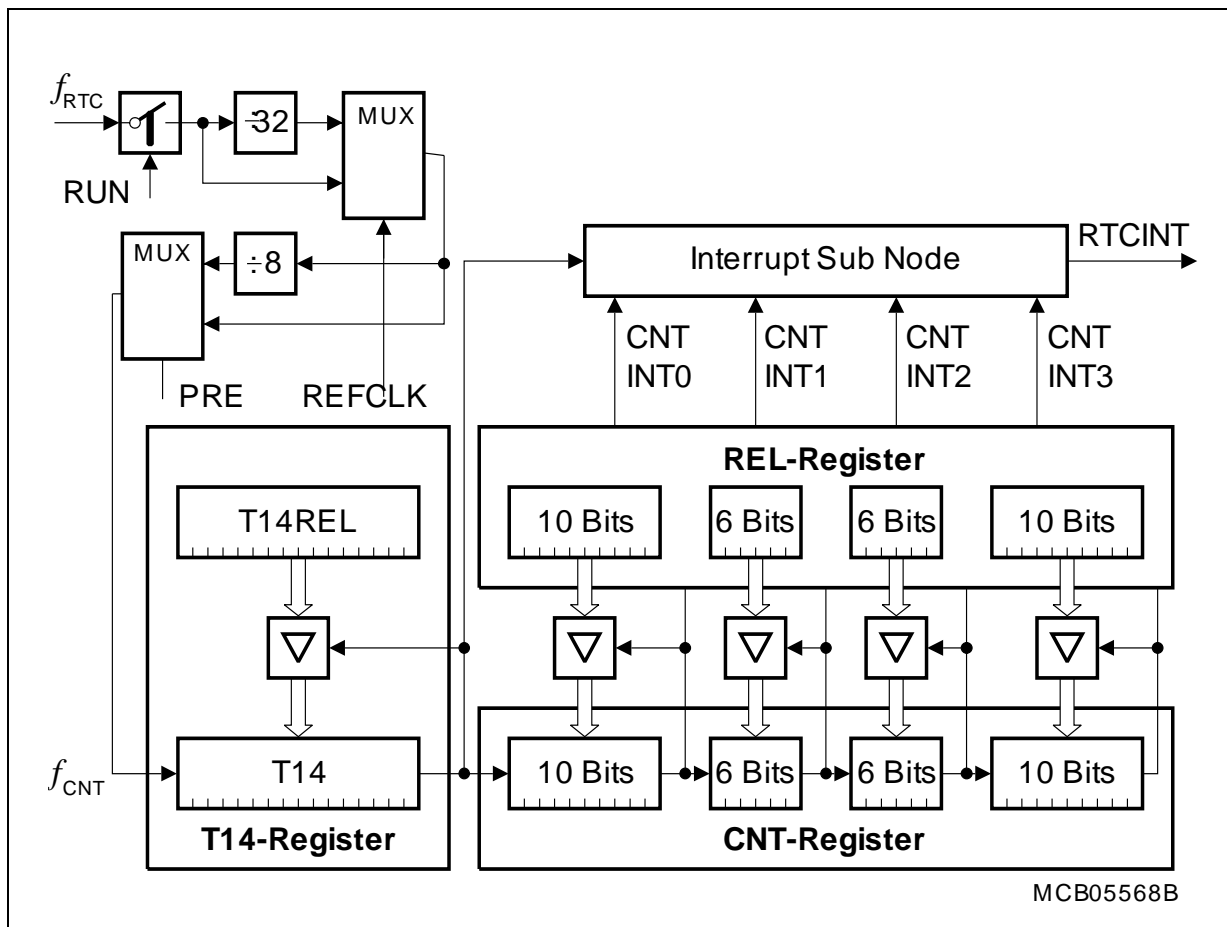 fRTC
÷32
MUX
RUN
MUX
÷8
PRE
REFCLK
Interrupt Sub Node
RTCINT
CNT INT0
CNT INT1
CNT INT2
CNT INT3
REL-Register
T14REL
10 Bits
6 Bits
6 Bits
10 Bits
fCNT
T14
10 Bits
6 Bits
6 Bits
10 Bits
T14-Register
CNT-Register
MCB05568B